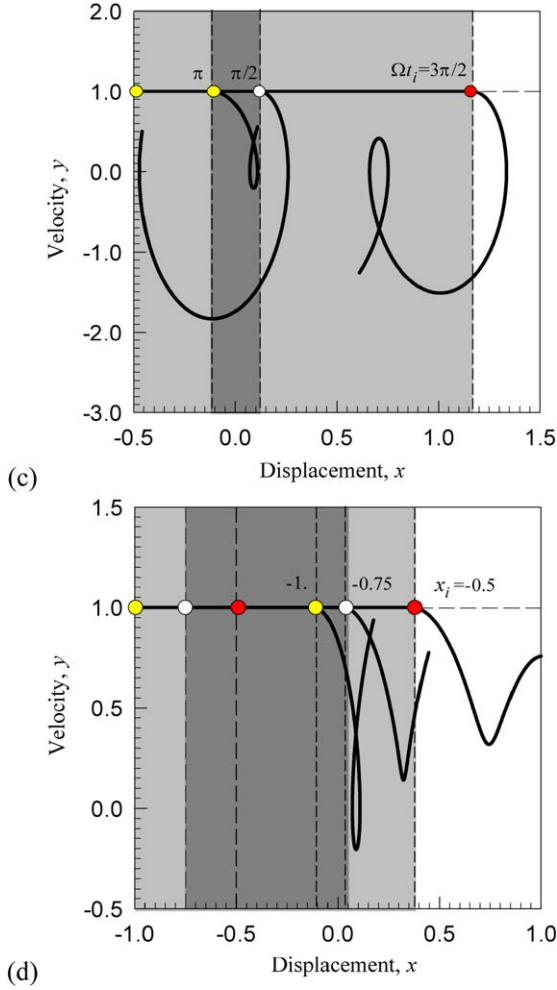 2.0
1.0
0.0
-1.0
-2.0
-3.0
Velocity, y
π
π/2
Ωt_i=3π/2
-0.5 0.0 0.5 1.0 1.5
Displacement, x
(c)
1.5
1.0
0.5
0.0
-0.5
Velocity, y
-1.
-0.75
x_i=-0.5
-1.0 -0.5 0.0 0.5 1.0
Displacement, x
(d)